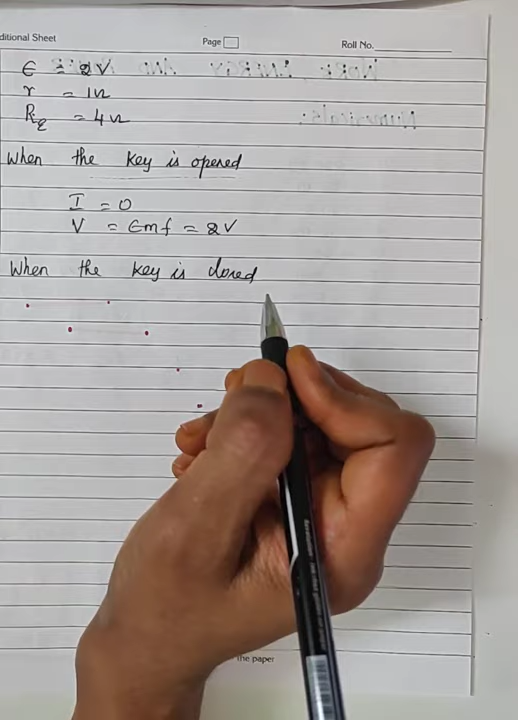 ditional Sheet Page Roll No.
ϵ = 2V
r = 1Ω
R = 4Ω
When the key is opened
I = 0
V = Emf = 2V
When the key is closed
the paper